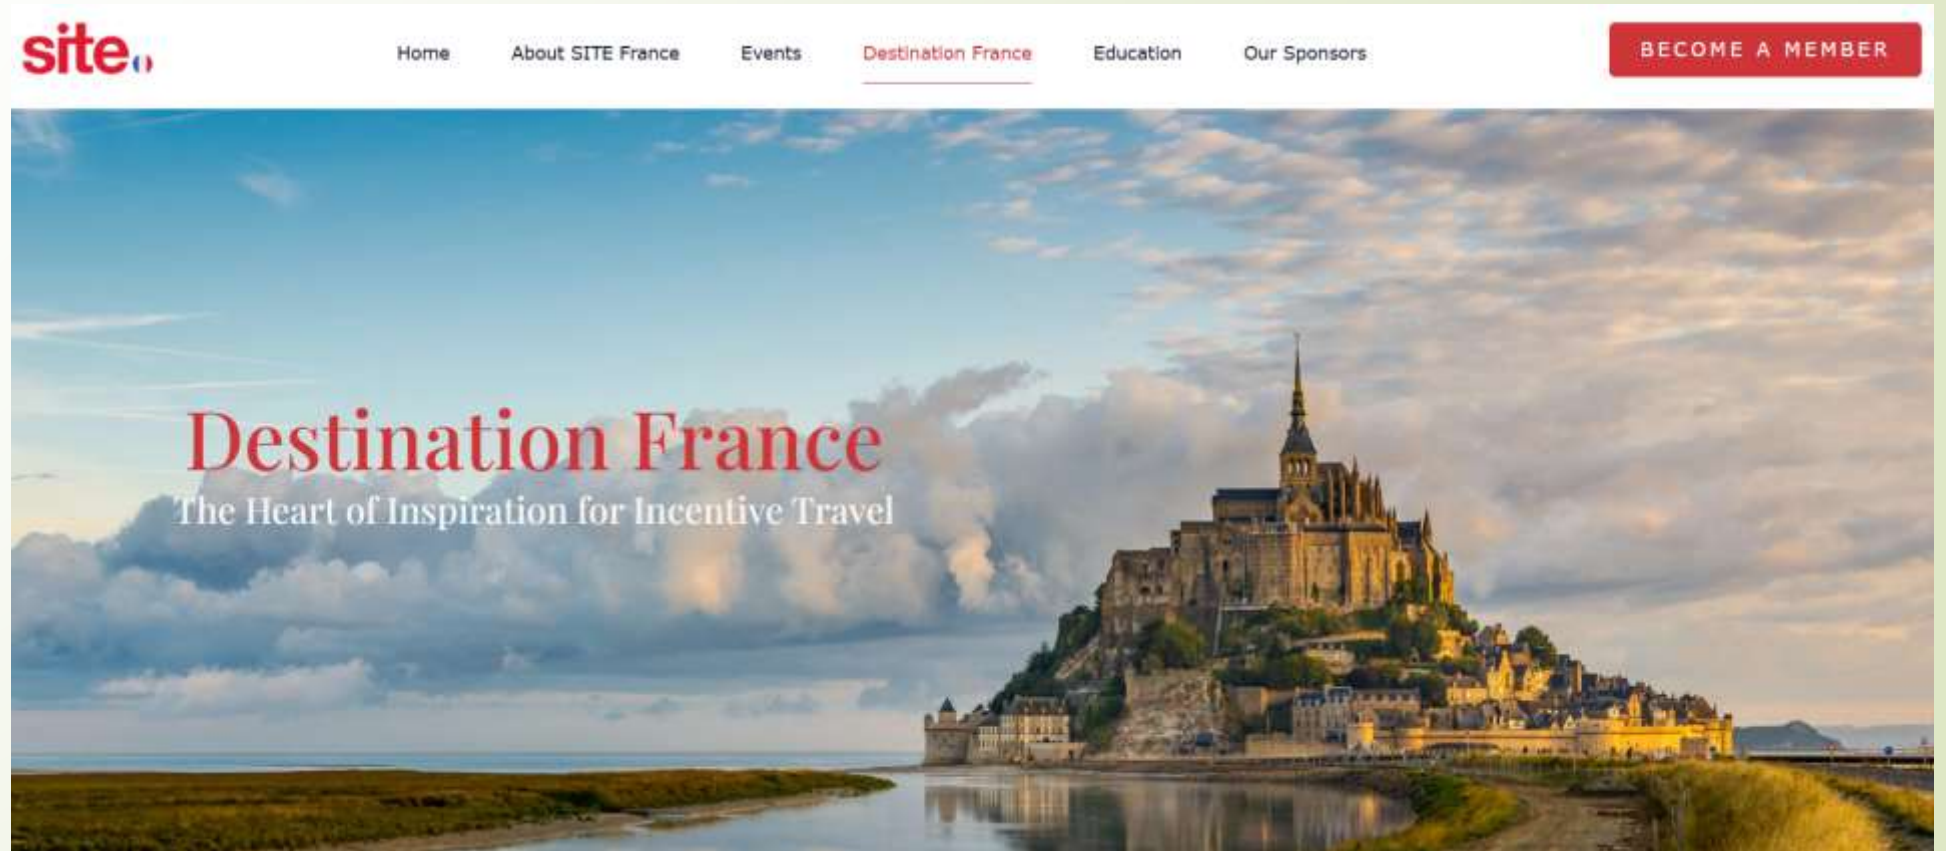 site.
Home
About SITE France
Events
Destination France
Education
Our Sponsors
BECOME A MEMBER
Destination France
The Heart of Inspiration for Incentive Travel